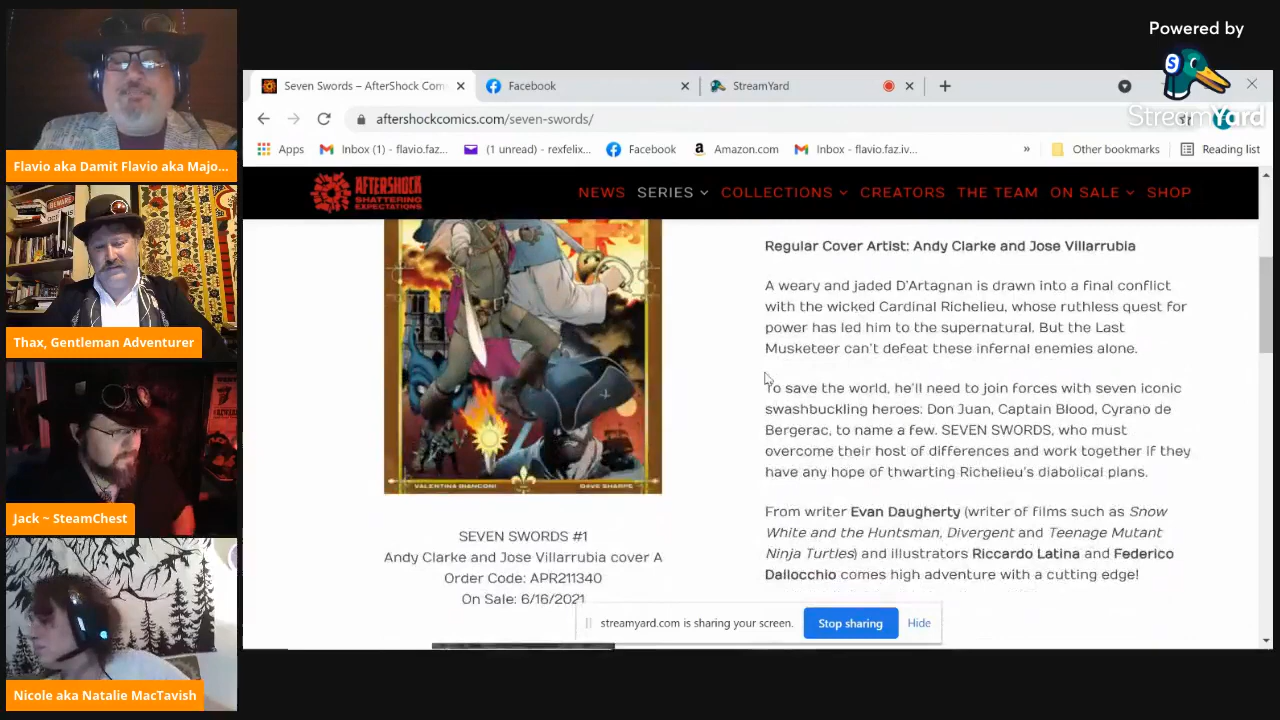 Powered by
StreamYard
Flavio aka Damit Flavio aka Majo...
Thax, Gentleman Adventurer
Jack ~ SteamChest
Nicole aka Natalie MacTavish
Seven Swords – AfterShock Com
Facebook
StreamYard
aftershockcomics.com/seven-swords/
Apps
Inbox (1) - flavio.faz...
(1 unread) - rexfelix...
Facebook
Amazon.com
Inbox - flavio.faz.iv...
»
Other bookmarks
Reading list
AFTERSHOCK
SHATTERING
EXPECTATIONS
NEWS SERIES COLLECTIONS CREATORS THE TEAM ON SALE SHOP
VALENTINA BIANCONI
DAVE SHARPE
SEVEN SWORDS #1
Andy Clarke and Jose Villarrubia cover A
Order Code: APR211340
On Sale: 6/16/2021
Regular Cover Artist: Andy Clarke and Jose Villarrubia
A weary and jaded D'Artagnan is drawn into a final conflict
with the wicked Cardinal Richelieu, whose ruthless quest for
power has led him to the supernatural. But the Last
Musketeer can't defeat these infernal enemies alone.
To save the world, he'll need to join forces with seven iconic
swashbuckling heroes. Don Juan, Captain Blood, Cyrano de
Bergerac, to name a few. SEVEN SWORDS, who must
overcome their host of differences and work together if they
have any hope of thwarting Richelieu's diabolical plans.
From writer Evan Daugherty (writer of films such as Snow
White and the Huntsman, Divergent and Teenage Mutant
Ninja Turtles) and illustrators Riccardo Latina and Federico
Dallocchio comes high adventure with a cutting edge!
streamyard.com is sharing your screen.
Stop sharing
Hide